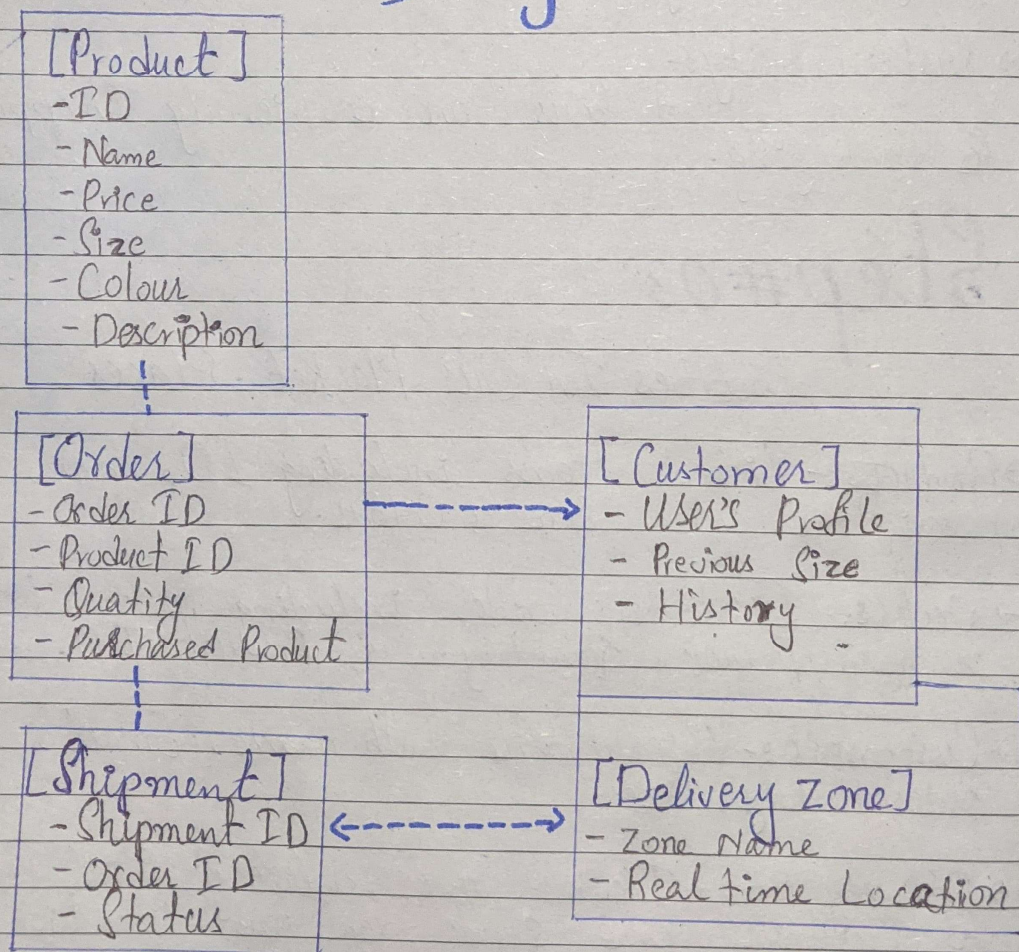 [Product]
- ID
- Name
- Price
- Size
- Colour
- Description
[Order]
- Order ID
- Product ID
- Quatity
- Purchased Product
[Customer]
- User's Profile
- Previous Size
- History
[Shipment]
- Shipment ID
- Order ID
- Status
[Delivery Zone]
- Zone Name
- Real time Location